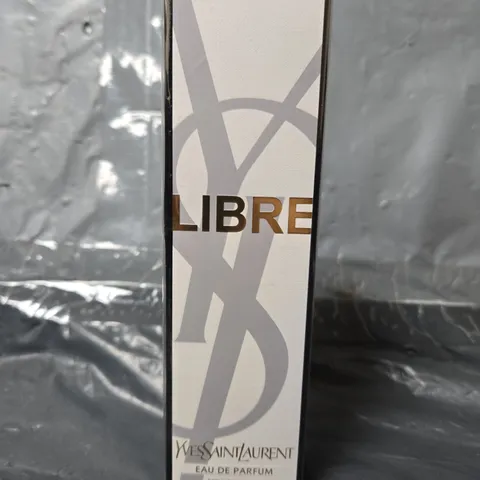 LIBRE
YVESSAINTLAURENT
EAU DE PARFUM